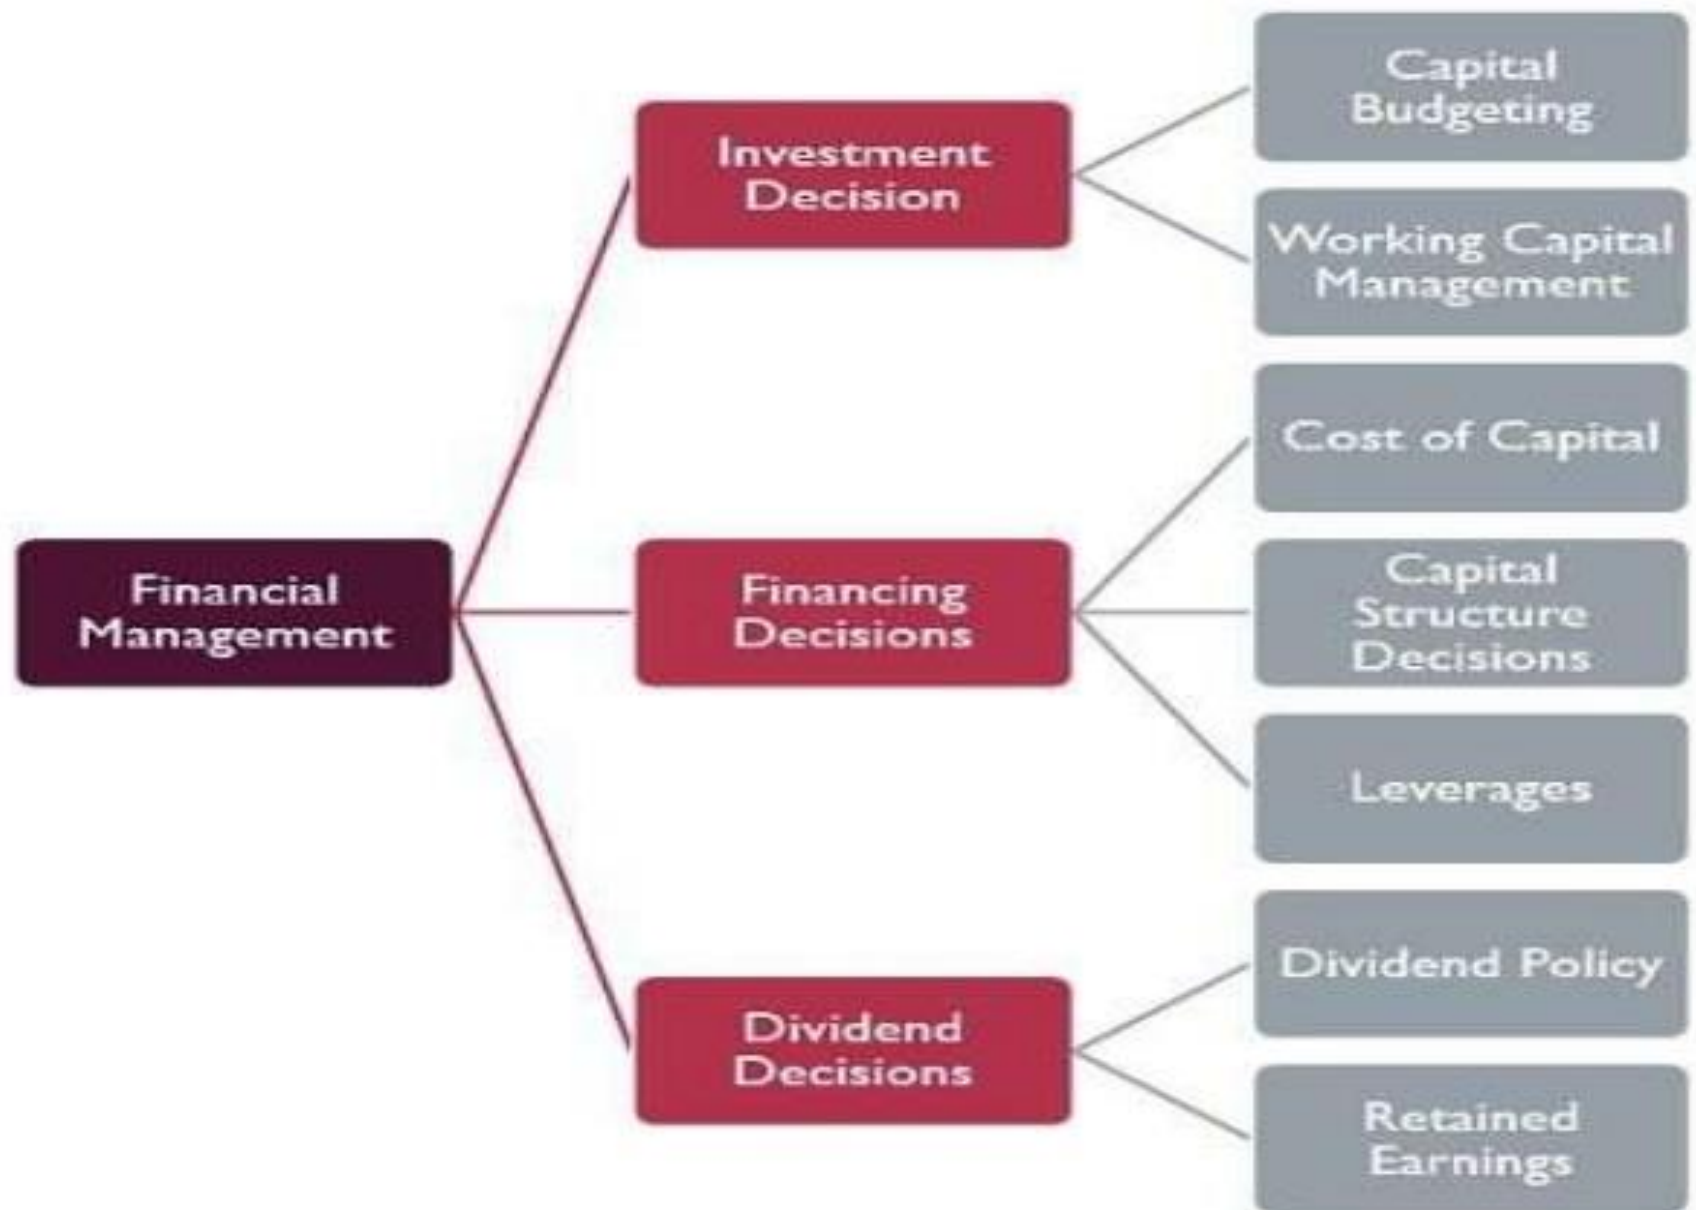 Financial
Management
Investment
Decision
Financing
Decisions
Dividend
Decisions
Capital
Budgeting
Working Capital
Management
Cost of Capital
Capital
Structure
Decisions
Leverages
Dividend Policy
Retained
Earnings